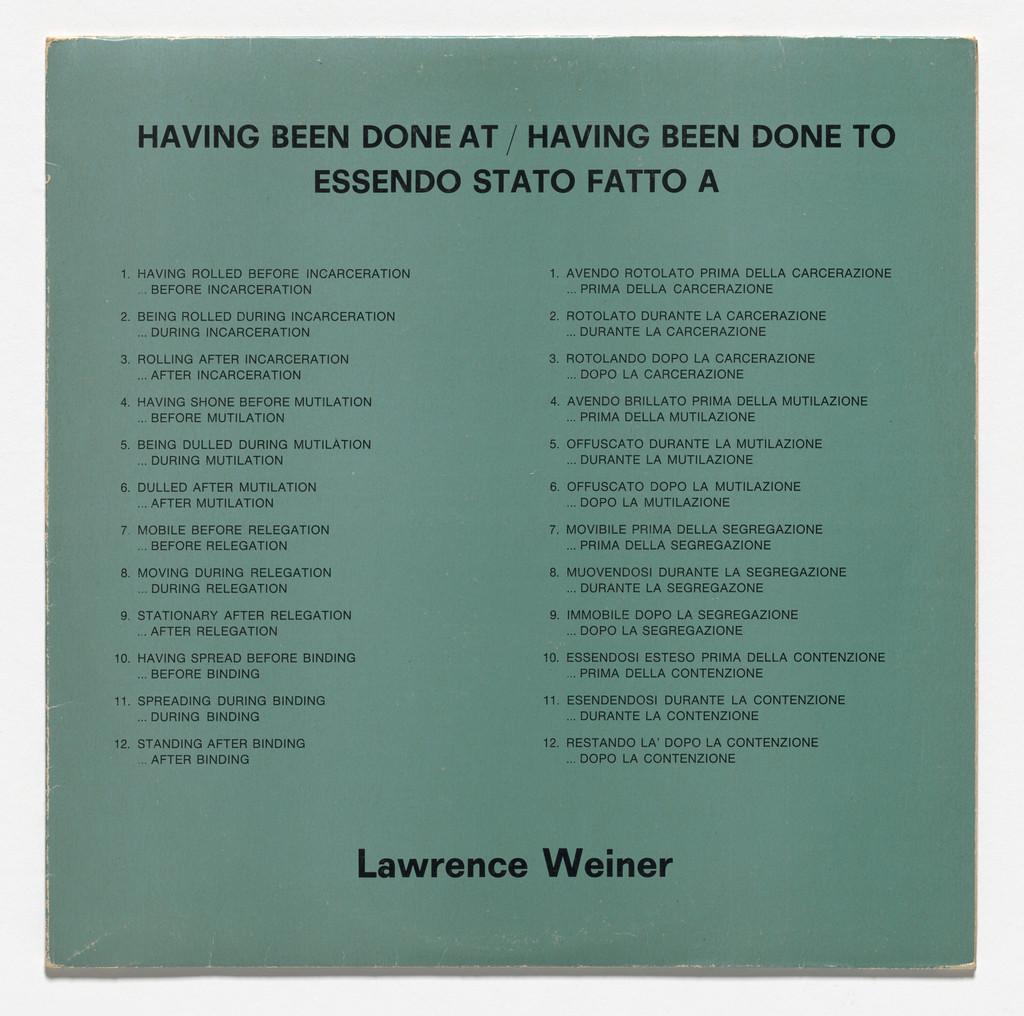 HAVING BEEN DONE AT / HAVING BEEN DONE TO
ESSENDO STATO FATTO A
1. HAVING ROLLED BEFORE INCARCERATION
... BEFORE INCARCERATION
2. BEING ROLLED DURING INCARCERATION
... DURING INCARCERATION
3. ROLLING AFTER INCARCERATION
... AFTER INCARCERATION
4. HAVING SHONE BEFORE MUTILATION
... BEFORE MUTILATION
5. BEING DULLED DURING MUTILATION
... DURING MUTILATION
6. DULLED AFTER MUTILATION
... AFTER MUTILATION
7. MOBILE BEFORE RELEGATION
... BEFORE RELEGATION
8. MOVING DURING RELEGATION
... DURING RELEGATION
9. STATIONARY AFTER RELEGATION
... AFTER RELEGATION
10. HAVING SPREAD BEFORE BINDING
... BEFORE BINDING
11. SPREADING DURING BINDING
... DURING BINDING
12. STANDING AFTER BINDING
... AFTER BINDING
1. AVENDO ROTOLATO PRIMA DELLA CARCERAZIONE
... PRIMA DELLA CARCERAZIONE
2. ROTOLATO DURANTE LA CARCERAZIONE
... DURANTE LA CARCERAZIONE
3. ROTOLANDO DOPO LA CARCERAZIONE
... DOPO LA CARCERAZIONE
4. AVENDO BRILLATO PRIMA DELLA MUTILAZIONE
... PRIMA DELLA MUTILAZIONE
5. OFFUSCATO DURANTE LA MUTILAZIONE
... DURANTE LA MUTILAZIONE
6. OFFUSCATO DOPO LA MUTILAZIONE
... DOPO LA MUTILAZIONE
7. MOVIBILE PRIMA DELLA SEGREGAZIONE
... PRIMA DELLA SEGREGAZIONE
8. MUOVENDOSI DURANTE LA SEGREGAZIONE
... DURANTE LA SEGREGAZONE
9. IMMOBILE DOPO LA SEGREGAZIONE
... DOPO LA SEGREGAZIONE
10. ESSENDOSI ESTESO PRIMA DELLA CONTENZIONE
... PRIMA DELLA CONTENZIONE
11. ESENDENDOSI DURANTE LA CONTENZIONE
... DURANTE LA CONTENZIONE
12. RESTANDO LA' DOPO LA CONTENZIONE
... DOPO LA CONTENZIONE
Lawrence Weiner